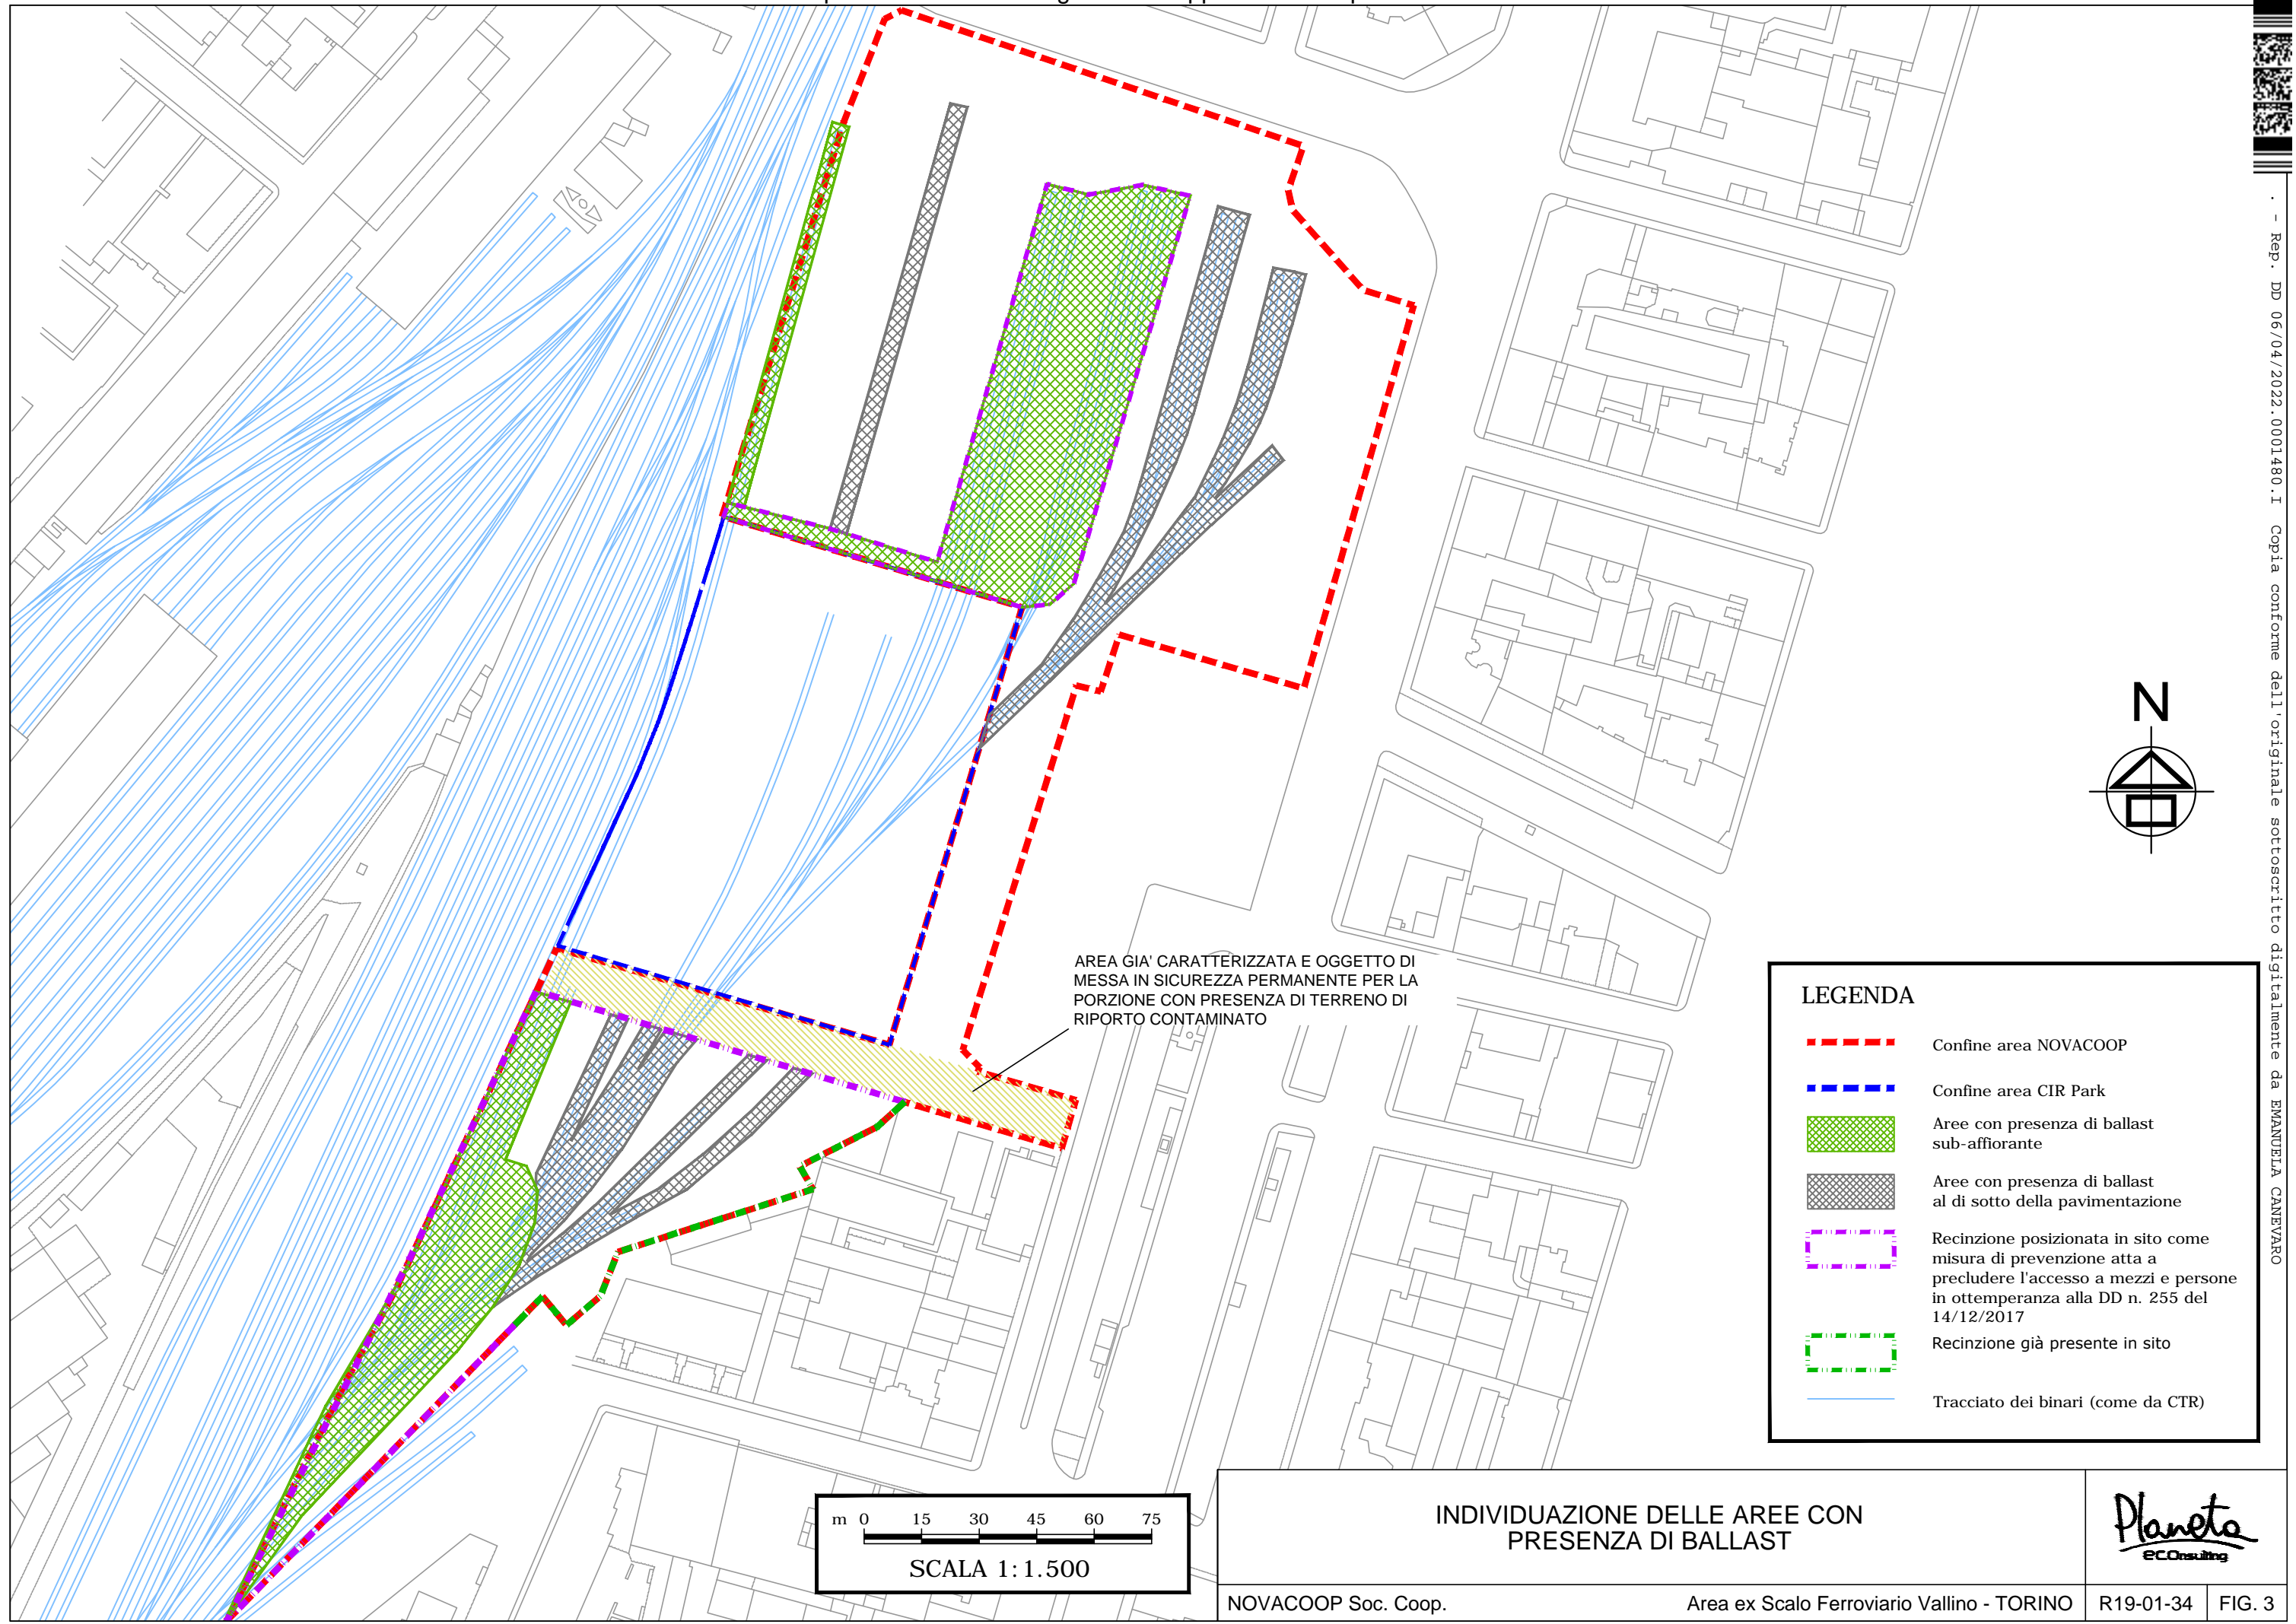 . - Rep. DD 06/04/2022.0001480.I Copia conforme dell'originale sottoscritto digitalmente da EMANUELA CANEVARO
N
AREA GIA' CARATTERIZZATA E OGGETTO DI
MESSA IN SICUREZZA PERMANENTE PER LA
PORZIONE CON PRESENZA DI TERRENO DI
RIPORTO CONTAMINATO
LEGENDA
Confine area NOVACOOP
Confine area CIR Park
Aree con presenza di ballast
sub-affiorante
Aree con presenza di ballast
al di sotto della pavimentazione
Recinzione posizionata in sito come
misura di prevenzione atta a
precludere l'accesso a mezzi e persone
in ottemperanza alla DD n. 255 del
14/12/2017
Recinzione già presente in sito
Tracciato dei binari (come da CTR)
m 0 15 30 45 60 75
SCALA 1:1.500
INDIVIDUAZIONE DELLE AREE CON
PRESENZA DI BALLAST
Planeta
eCOnsulting
NOVACOOP Soc. Coop.
Area ex Scalo Ferroviario Vallino - TORINO
R19-01-34
FIG. 3